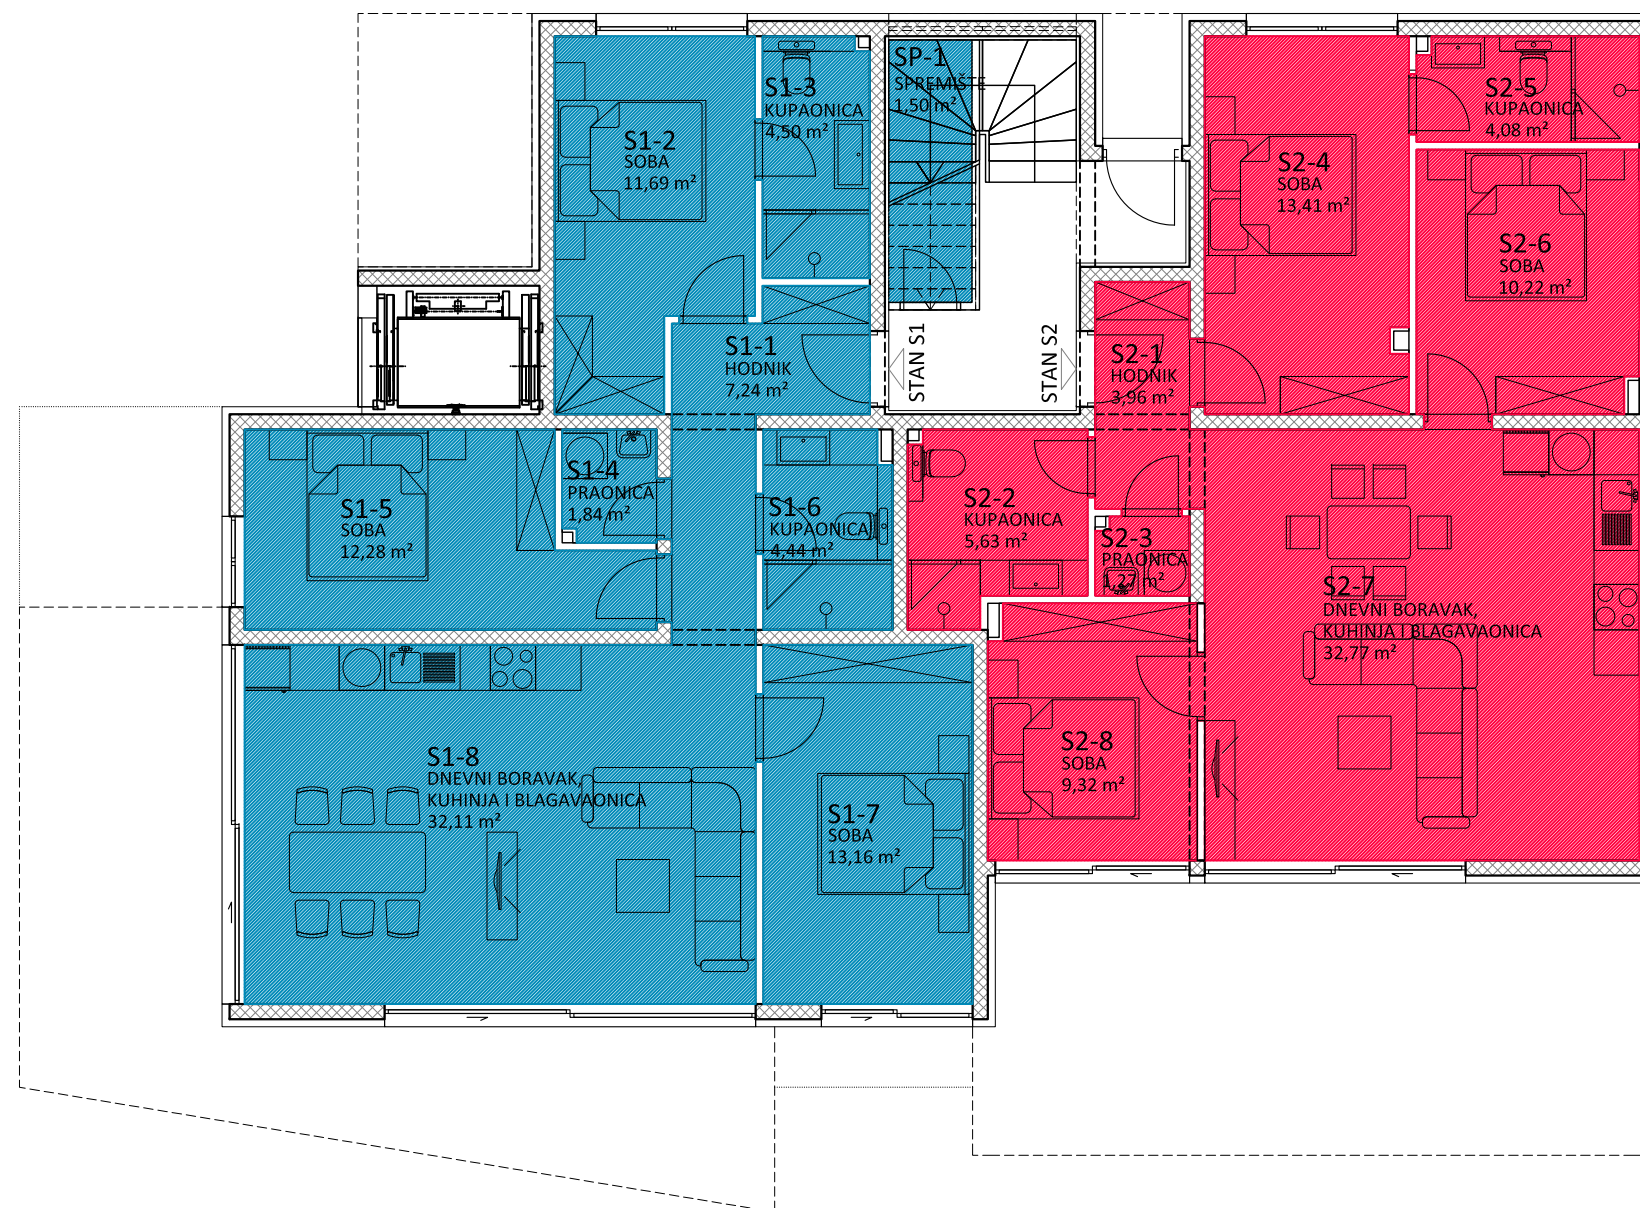 SP-1
SPREMIŠTE
1,50 m²
S1-3
KUPAONICA
4,50 m²
S1-2
SOBA
11,69 m²
S2-5
KUPAONICA
4,08 m²
S2-4
SOBA
13,41 m²
S2-6
SOBA
10,22 m²
S1-1
HODNIK
7,24 m²
STAN S1
STAN S2
S2-1
HODNIK
3,96 m²
S1-5
SOBA
12,28 m²
S1-4
PRAONICA
1,84 m²
S1-6
KUPAONICA
4,44 m²
S2-2
KUPAONICA
5,63 m²
S2-3
PRAONICA
1,27 m²
S2-7
DNEVNI BORAVAK,
KUHINJA I BLAGAVAONICA
32,77 m²
S1-8
DNEVNI BORAVAK,
KUHINJA I BLAGAVAONICA
32,11 m²
S1-7
SOBA
13,16 m²
S2-8
SOBA
9,32 m²